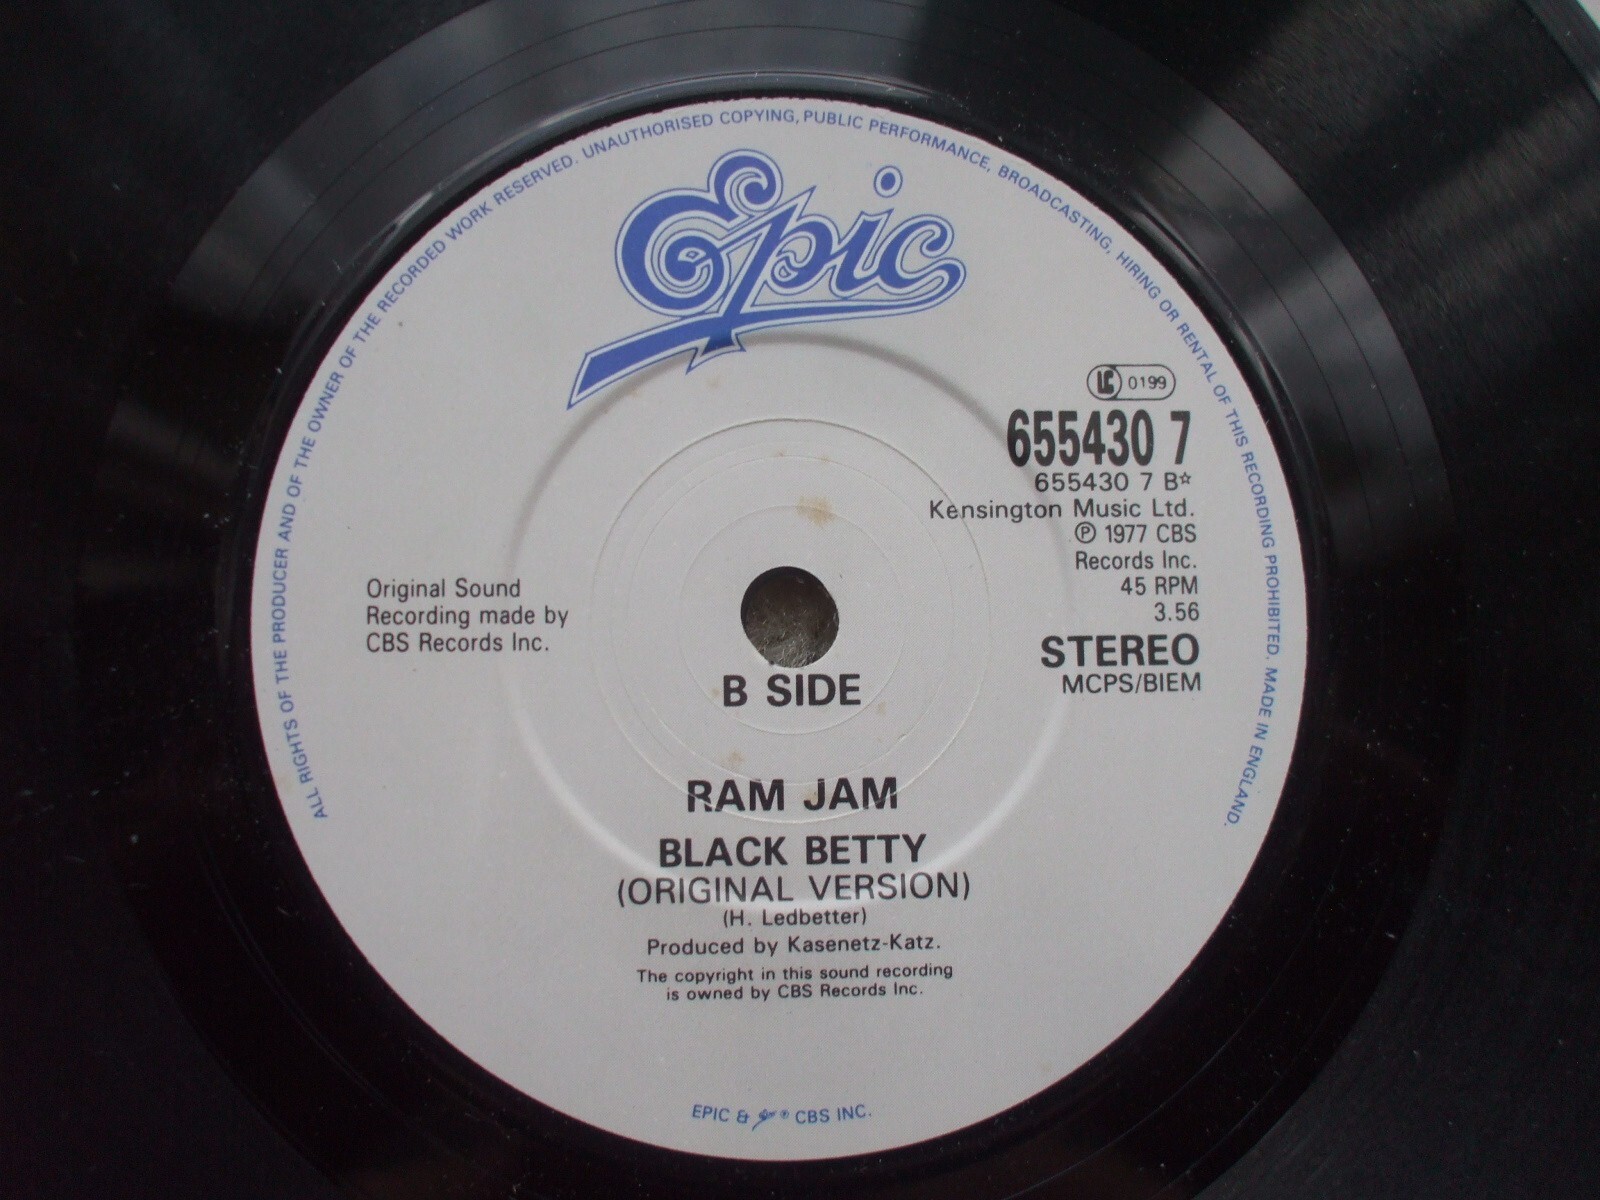 ALL RIGHTS OF THE PRODUCER AND OF THE OWNER OF THE RECORDED WORK RESERVED. UNAUTHORISED COPYING, PUBLIC PERFORMANCE, BROADCASTING, HIRING OR RENTAL OF THIS RECORDING PROHIBITED. MADE IN ENGLAND.
Epic
LC 0199
655430 7
655430 7 B☆
Kensington Music Ltd.
℗ 1977 CBS
Records Inc.
45 RPM
3.56
STEREO
MCPS/BIEM
Original Sound
Recording made by
CBS Records Inc.
B SIDE
RAM JAM
BLACK BETTY
(ORIGINAL VERSION)
(H. Ledbetter)
Produced by Kasenetz-Katz.
The copyright in this sound recording
is owned by CBS Records Inc.
EPIC & Epic ® CBS INC.